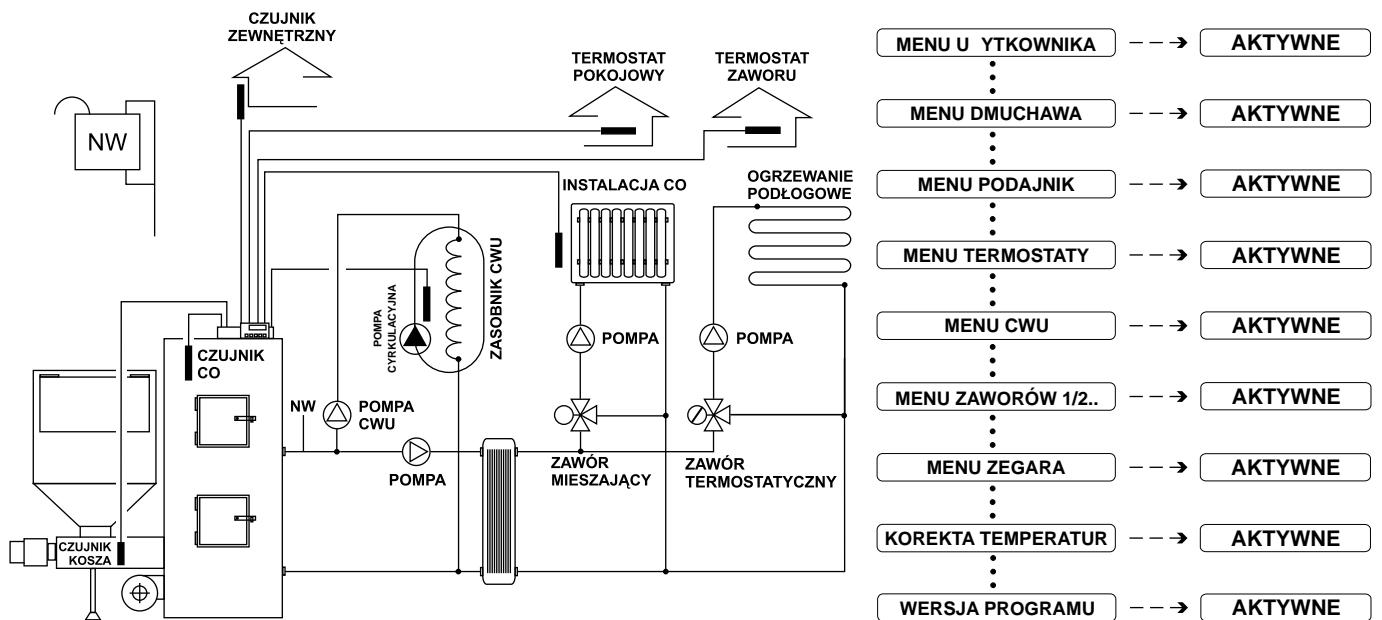 CZUJNIK
ZEWNĘTRZNY
TERMOSTAT
POKOJOWY
TERMOSTAT
ZAWORU
NW
INSTALACJA CO
OGRZEWANIE
PODŁOGOWE
POMPA
CYRKULACYJNA
ZASOBNIK CWU
CZUJNIK
CO
POMPA
POMPA
NW
POMPA
CWU
POMPA
ZAWÓR
MIESZAJĄCY
ZAWÓR
TERMOSTATYCZNY
CZUJNIK
KOSZA
MENU U YTKOWNIKA
AKTYWNE
MENU DMUCHAWA
AKTYWNE
MENU PODAJNIK
AKTYWNE
MENU TERMOSTATY
AKTYWNE
MENU CWU
AKTYWNE
MENU ZAWORÓW 1/2..
AKTYWNE
MENU ZEGARA
AKTYWNE
KOREKTA TEMPERATUR
AKTYWNE
WERSJA PROGRAMU
AKTYWNE